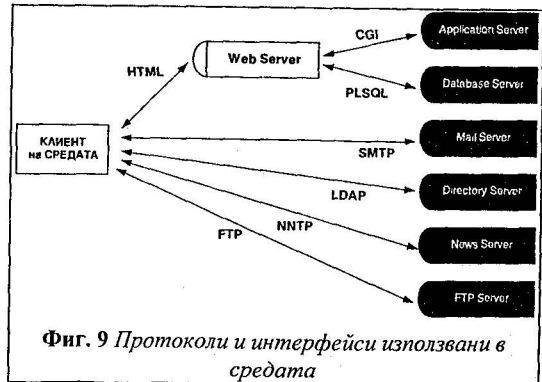 CGI
Application Server
Web Server
HTML
PLSQL
Database Server
КЛИЕНТ
на СРЕДАТА
Mail Server
SMTP
LDAP
Directory Server
NNTP
FTP
News Server
FTP Server
Фиг. 9 Протоколи и интерфейси използвани в
средата